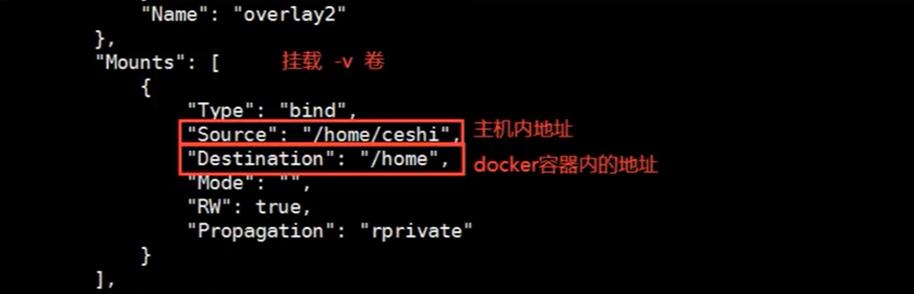 "Name": "overlay2"
},
"Mounts": [ 挂载 -v 卷
{
"Type": "bind",
"Source": "/home/ceshi", 主机内地址
"Destination": "/home", docker容器内的地址
"Mode": "",
"RW": true,
"Propagation": "rprivate"
}
],